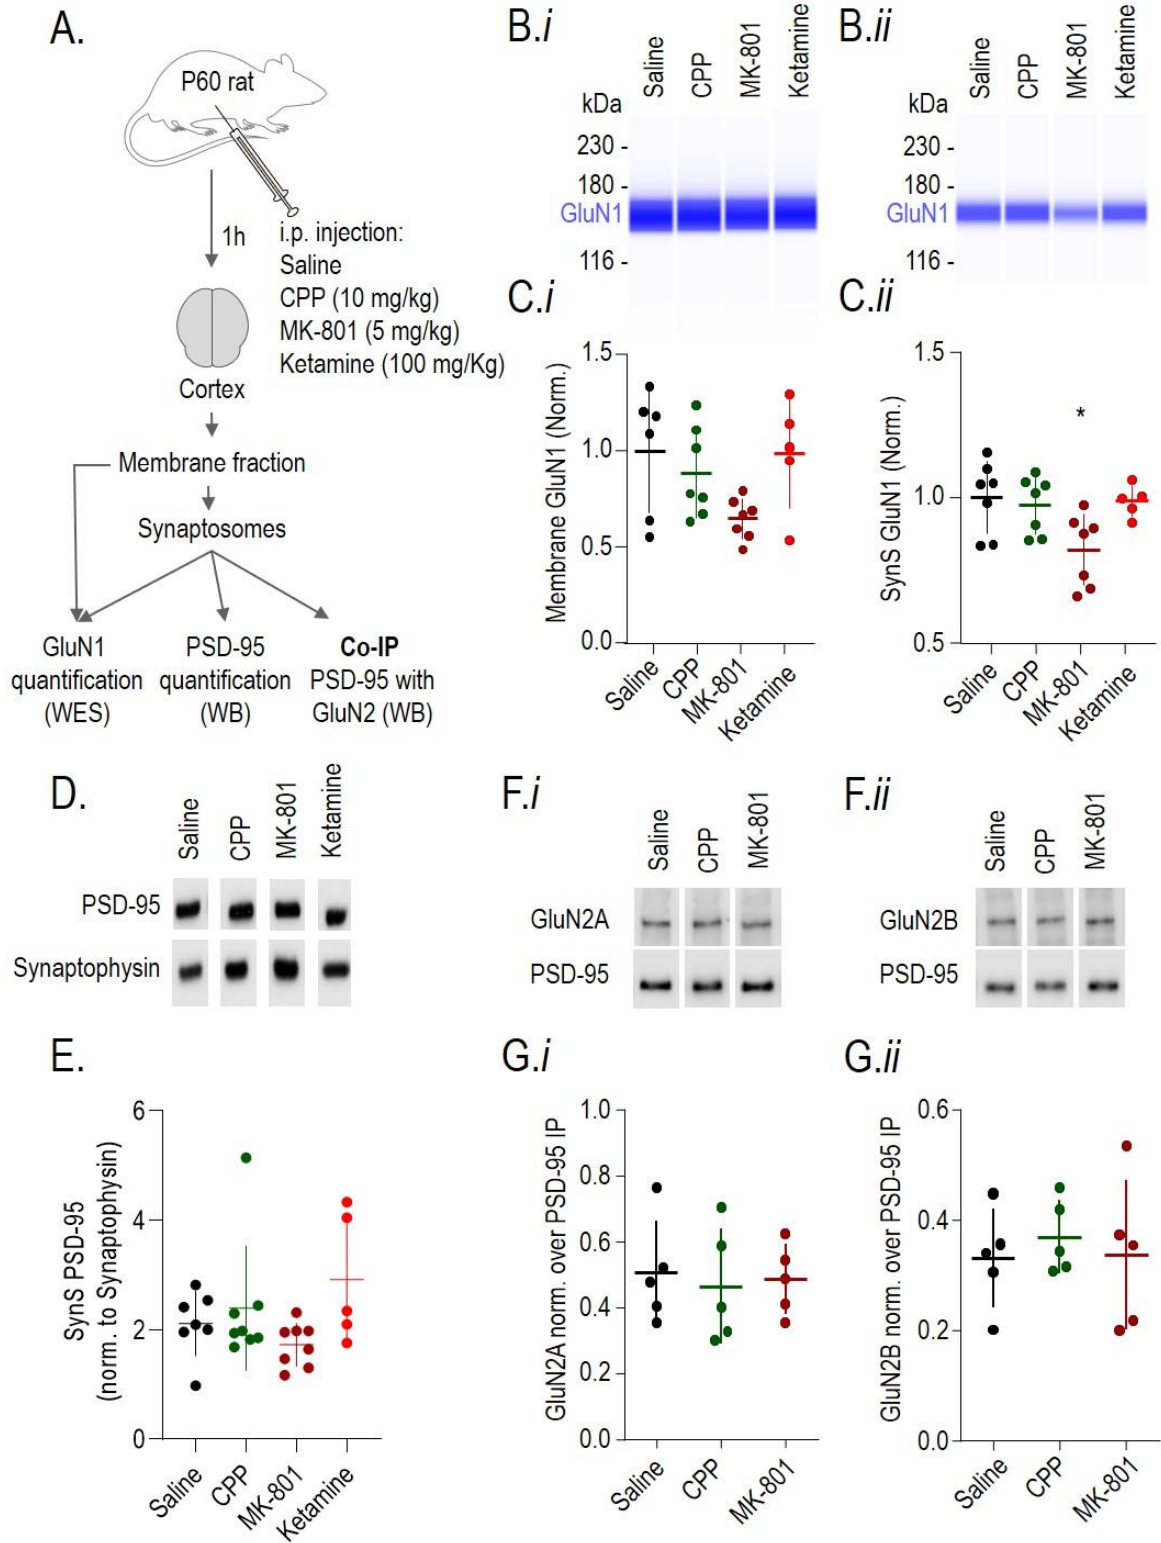 A.
P60 rat
1h
i.p. injection:
Saline
CPP (10 mg/kg)
MK-801 (5 mg/kg)
Ketamine (100 mg/Kg)
Cortex
Membrane fraction
Synaptosomes
GluN1
quantification
(WES)
PSD-95
quantification
(WB)
Co-IP
PSD-95 with
GluN2 (WB)
B.i
Saline
CPP
MK-801
Ketamine
kDa
230 -
180 -
GluN1
116 -
B.ii
Saline
CPP
MK-801
Ketamine
kDa
230 -
180 -
GluN1
116 -
C.i
Membrane GluN1 (Norm.)
1.5
1.0
0.5
0.0
Saline
CPP
MK-801
Ketamine
C.ii
SynS GluN1 (Norm.)
1.5
1.0
0.5
*
Saline
CPP
MK-801
Ketamine
D.
Saline
CPP
MK-801
Ketamine
PSD-95
Synaptophysin
E.
SynS PSD-95
(norm. to Synaptophysin)
6
4
2
0
Saline
CPP
MK-801
Ketamine
F.i
Saline
CPP
MK-801
GluN2A
PSD-95
F.ii
Saline
CPP
MK-801
GluN2B
PSD-95
G.i
GluN2A norm. over PSD-95 IP
1.0
0.8
0.6
0.4
0.2
0.0
Saline
CPP
MK-801
G.ii
GluN2B norm. over PSD-95 IP
0.6
0.4
0.2
0.0
Saline
CPP
MK-801